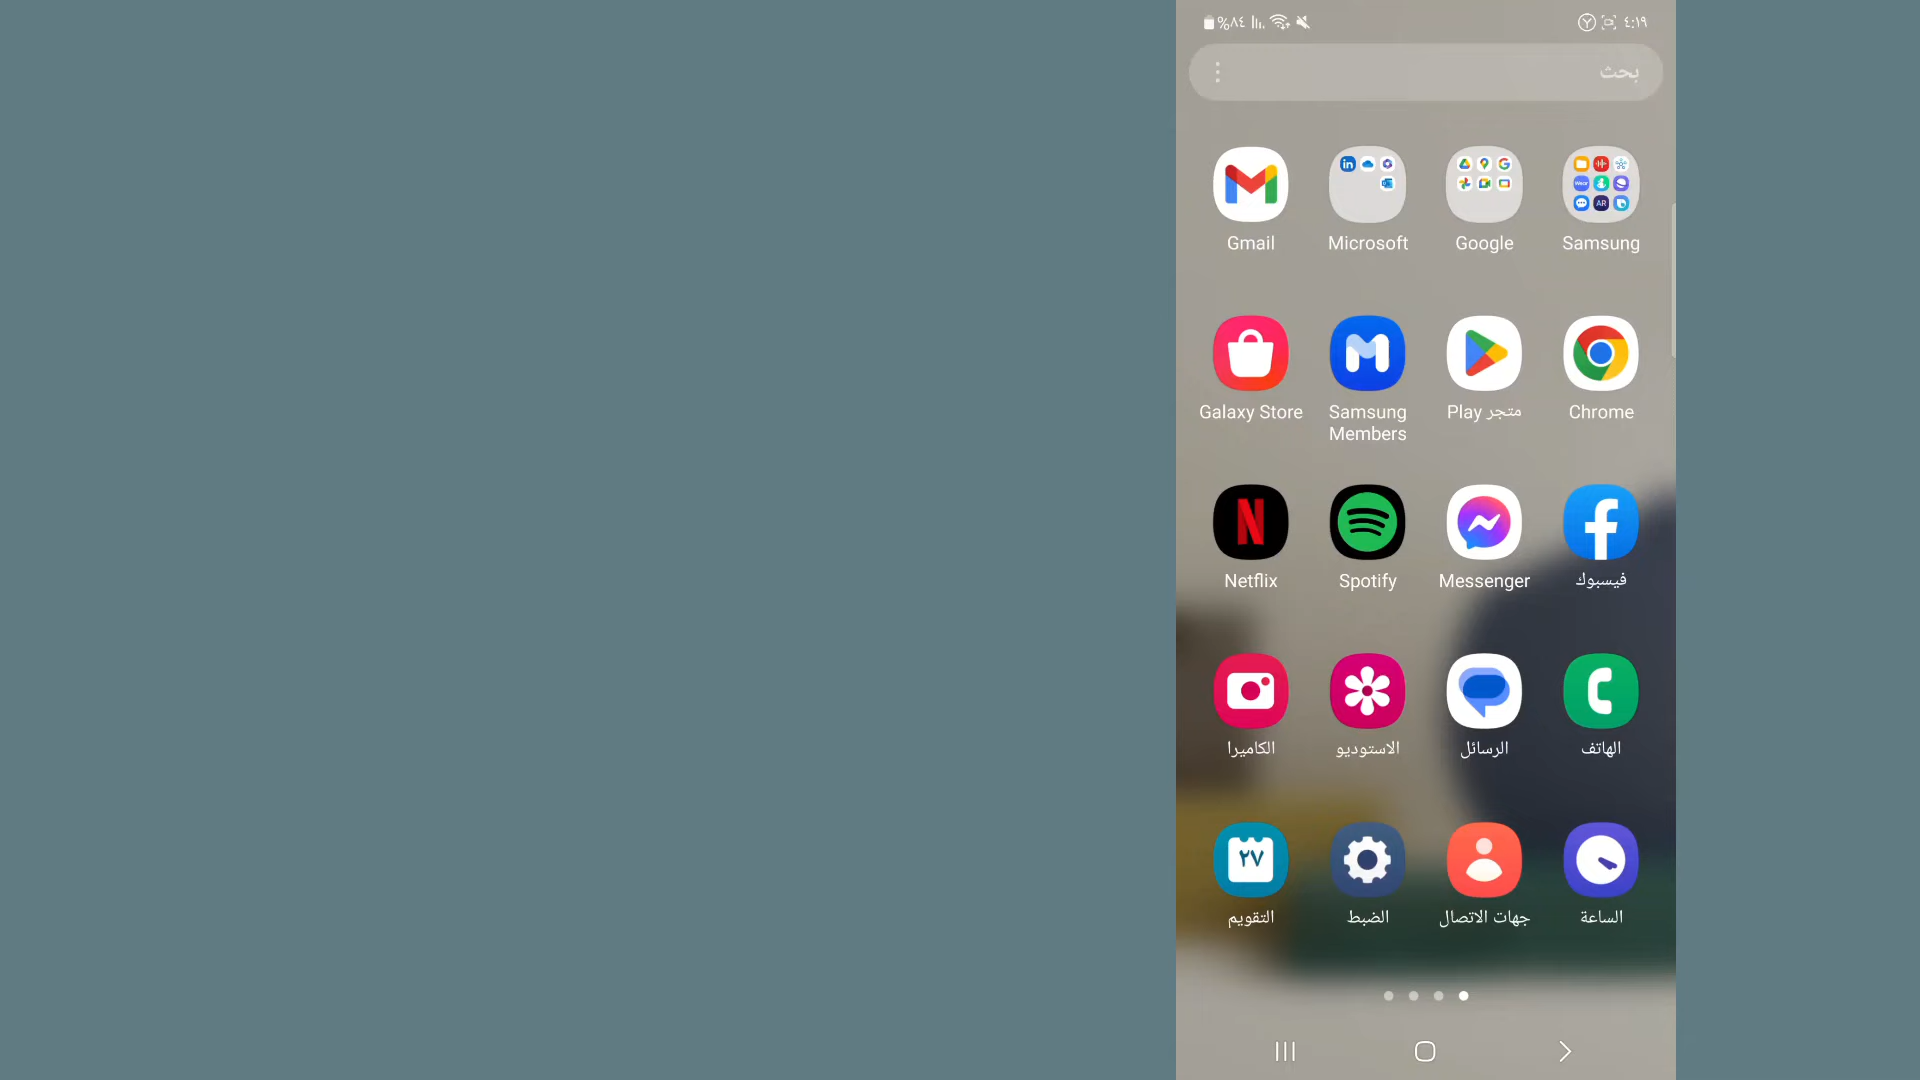 ٤:١٩
%٨٤
بحث
Samsung
Google
Microsoft
Gmail
Chrome
متجر Play
Samsung
Members
Galaxy Store
فيسبوك
Messenger
Spotify
Netflix
الهاتف
الرسائل
الاستوديو
الكاميرا
٢٧
الساعة
جهات الاتصال
الضبط
التقويم